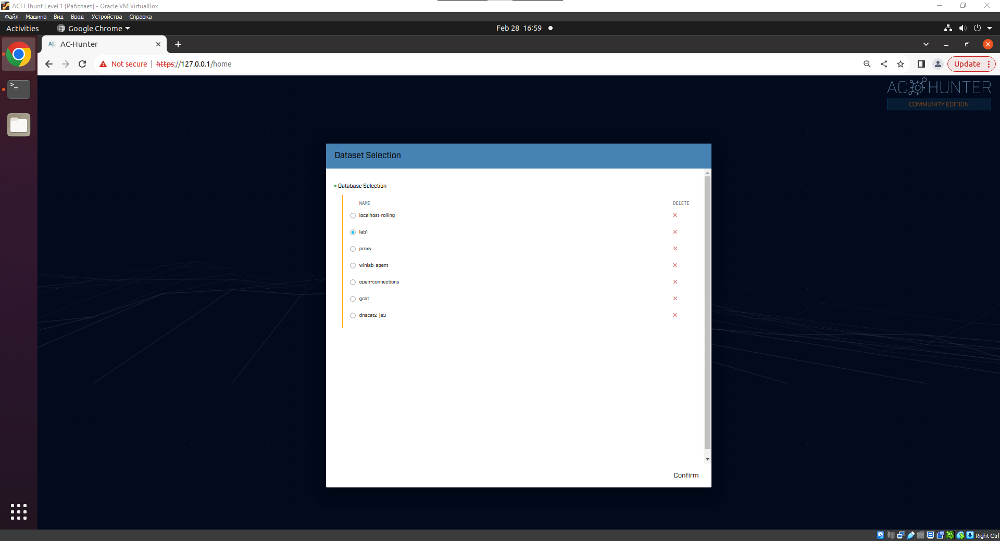 ACH Thunt Level 1 [Работает] - Oracle VM VirtualBox
Файл Машина Вид Ввод Устройства Справка
Activities Google Chrome Feb 28 16:59
AC AC-Hunter
Not secure https://127.0.0.1/home Update
AC HUNTER
COMMUNITY EDITION
Dataset Selection
Database Selection
NAME DELETE
localhost-rolling
lab1
proxy
winlab-agent
open-connections
gcat
dnscat2-ja3
Confirm
Right Ctrl